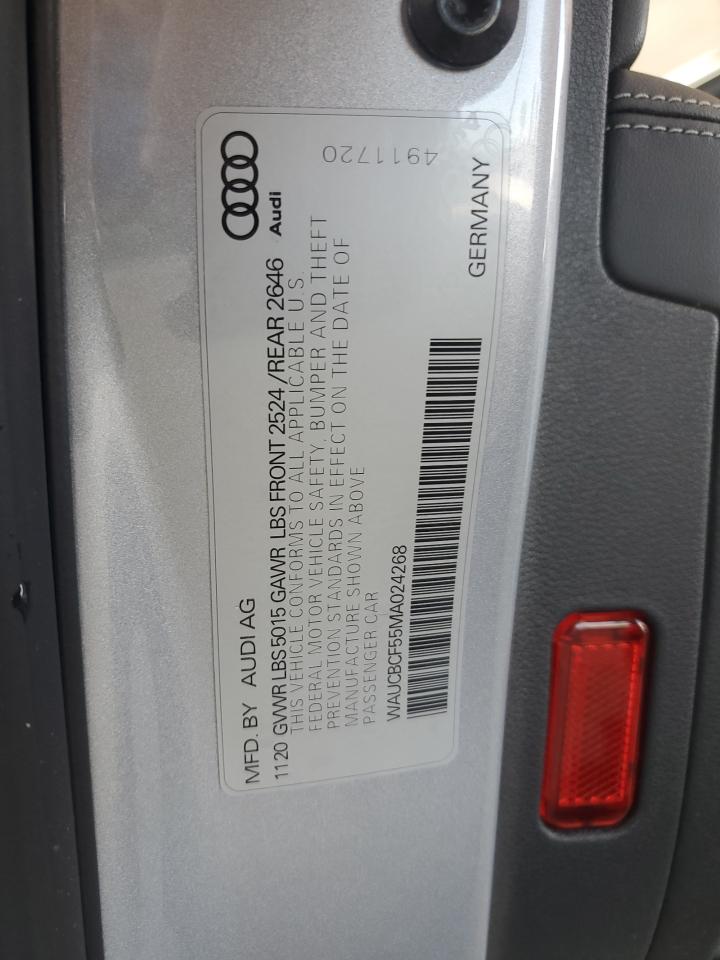 MFD. BY AUDI AG
4911720
Audi
1120 GVWR LBS 5015 GAWR LBS FRONT 2524 /REAR 2646
THIS VEHICLE CONFORMS TO ALL APPLICABLE U.S.
FEDERAL MOTOR VEHICLE SAFETY, BUMPER AND THEFT
PREVENTION STANDARDS IN EFFECT ON THE DATE OF
MANUFACTURE SHOWN ABOVE
PASSENGER CAR
WAUCBCF55MA024268
GERMANY